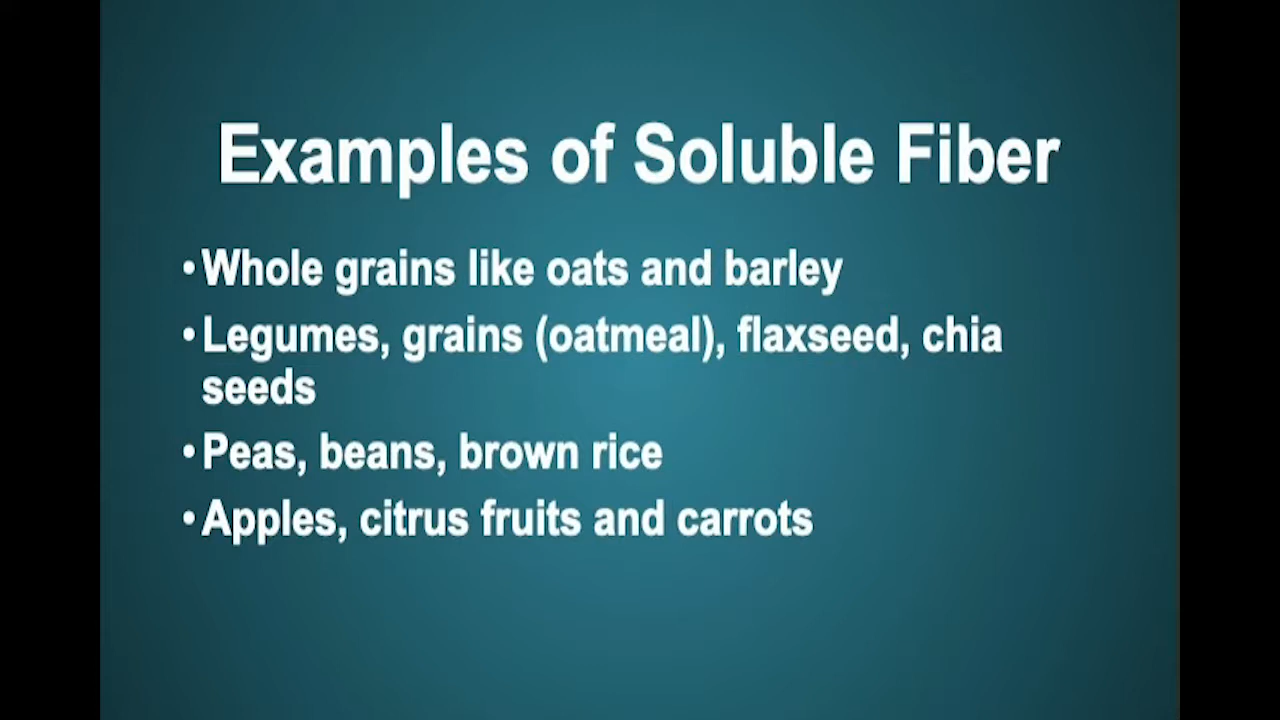 Examples of Soluble Fiber
• Whole grains like oats and barley
• Legumes, grains (oatmeal), flaxseed, chia
seeds
• Peas, beans, brown rice
• Apples, citrus fruits and carrots